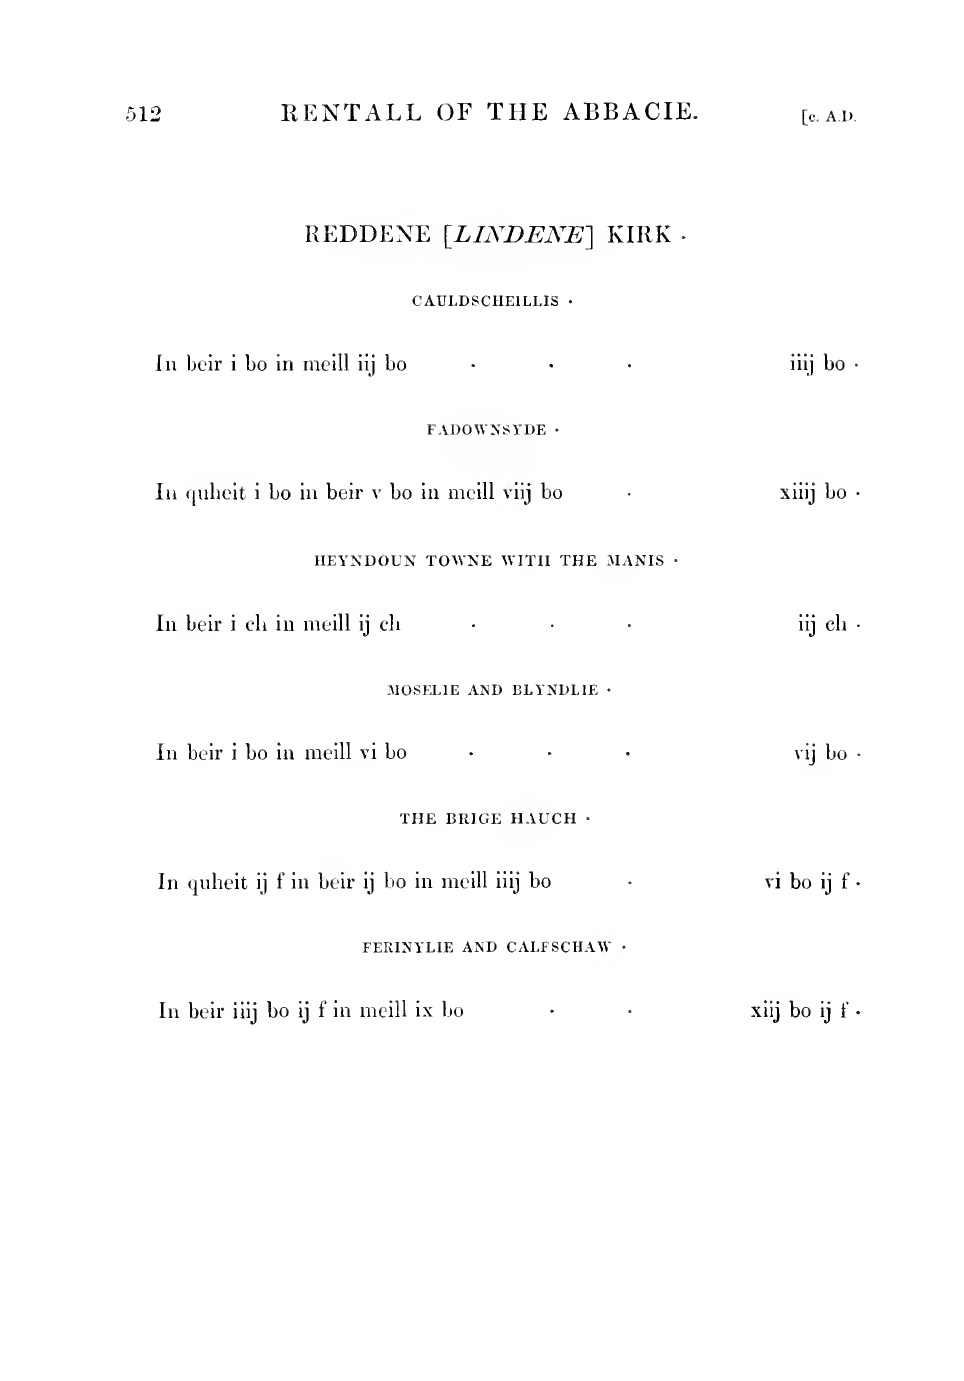 512 RENTALL OF THE ABBACIE. [c. A.D.
REDDENE [LINDENE] KIRK ·
CAULDSCHEILLIS ·
In beir i bo in meill iij bo · · · iiij bo ·
FADOWNSYDE ·
In quheit i bo in beir v bo in meill viij bo · xiiij bo ·
HEYNDOUN TOWNE WITH THE MANIS ·
In beir i ch in meill ij ch · · · iij ch ·
MOSELIE AND BLYNDLIE ·
In beir i bo in meill vi bo · · · vij bo ·
THE BRIGE HAUCH ·
In quheit ij f in beir ij bo in meill iiij bo · vi bo ij f ·
FERINYLIE AND CALFSCHAW ·
In beir iiij bo ij f in meill ix bo · · xiij bo ij f ·